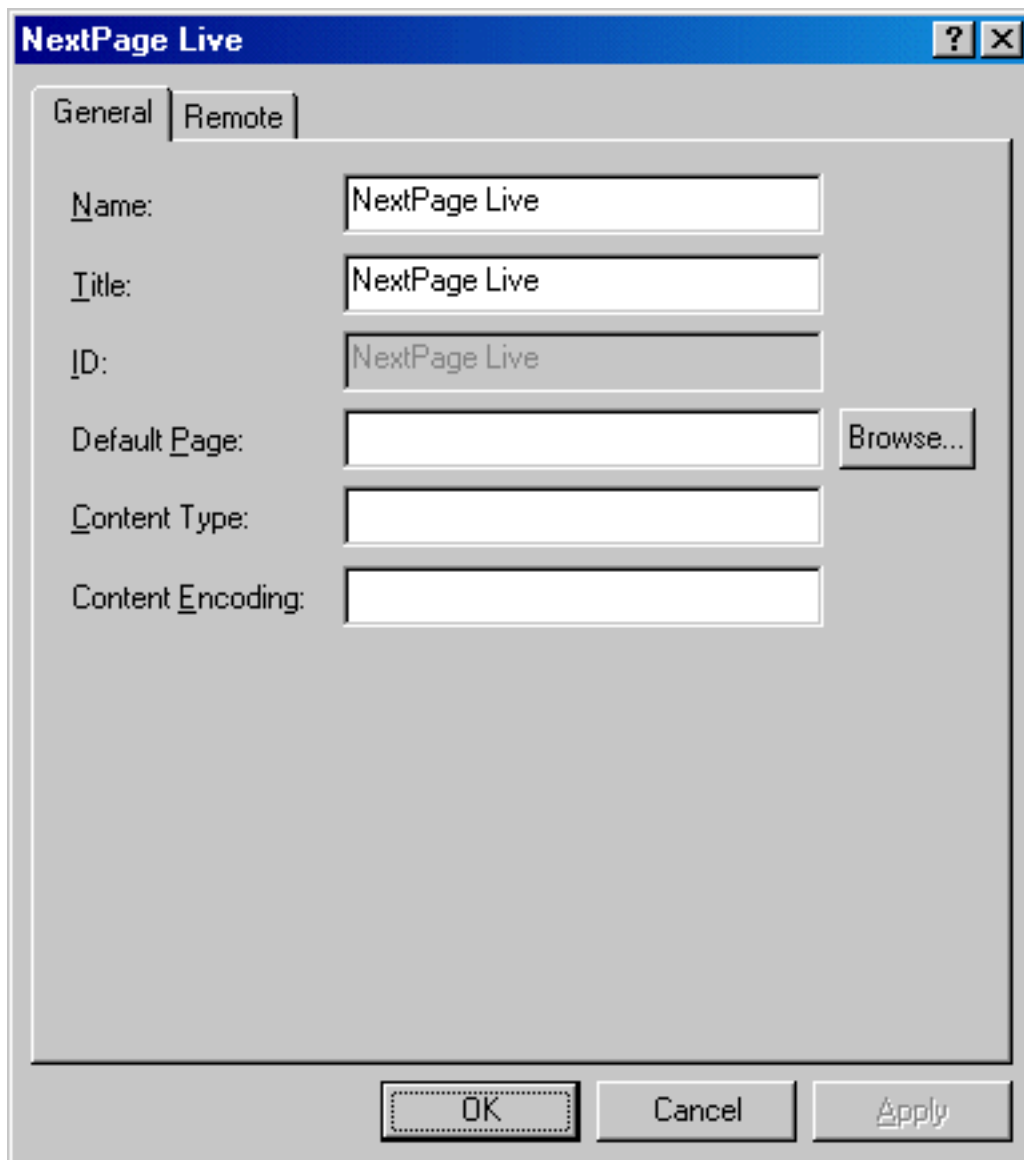 NextPage Live
General Remote
Name: NextPage Live
Title: NextPage Live
ID: NextPage Live
Default Page: Browse...
Content Type:
Content Encoding:
OK Cancel Apply